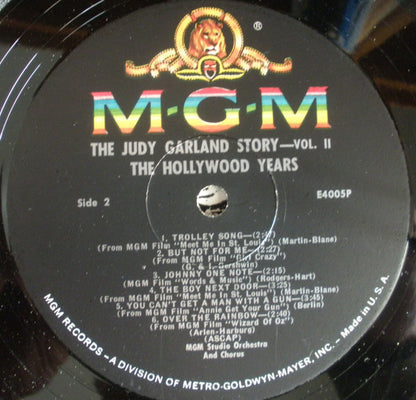 M-G-M
THE JUDY GARLAND STORY—VOL. II
THE HOLLYWOOD YEARS
Side 2
E4005P
1. TROLLEY SONG—(2:47)
(From MGM Film "Meet Me In St. Louis") (Martin-Blane)
2. BUT NOT FOR ME—
(From MGM Film "Girl Crazy")
(G. & I. Gershwin)
3. JOHNNY ONE NOTE—(2:15)
(From MGM Film "Words & Music") (Rodgers-Hart)
4. THE BOY NEXT DOOR—(3:25)
(From MGM Film "Meet Me In St. Louis") (Martin-Blane)
5. YOU CAN'T GET A MAN WITH A GUN—(3:45)
(From MGM Film "Annie Get Your Gun") (Berlin)
6. OVER THE RAINBOW—(2:40)
(From MGM Film "Wizard Of Oz")
(Arlen-Harburg)
(ASCAP)
MGM Studio Orchestra
And Chorus
MGM RECORDS—A DIVISION OF METRO-GOLDWYN-MAYER, INC.—Made in U.S.A.